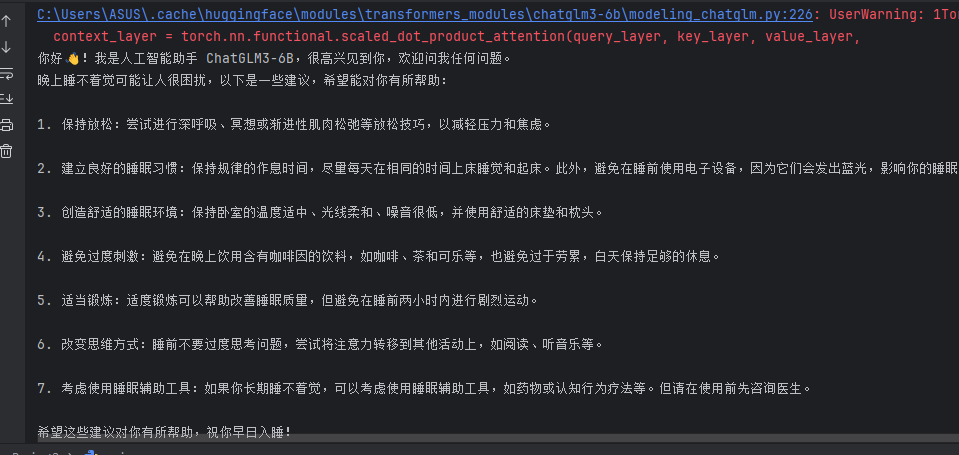 C:\Users\ASUS\.cache\huggingface\modules\transformers_modules\chatglm3-6b\modeling_chatglm.py:226: UserWarning: 1Tor
context_layer = torch.nn.functional.scaled_dot_product_attention(query_layer, key_layer, value_layer,
你好👋！我是人工智能助手 ChatGLM3-6B，很高兴见到你，欢迎问我任何问题。
晚上睡不着觉可能让人很困扰，以下是一些建议，希望能对你有所帮助：
1. 保持放松：尝试进行深呼吸、冥想或渐进性肌肉松弛等放松技巧，以减轻压力和焦虑。
2. 建立良好的睡眠习惯：保持规律的作息时间，尽量每天在相同的时间上床睡觉和起床。此外，避免在睡前使用电子设备，因为它们会发出蓝光，影响你的睡眠
3. 创造舒适的睡眠环境：保持卧室的温度适中、光线柔和、噪音很低，并使用舒适的床垫和枕头。
4. 避免过度刺激：避免在晚上饮用含有咖啡因的饮料，如咖啡、茶和可乐等，也避免过于劳累，白天保持足够的休息。
5. 适当锻炼：适度锻炼可以帮助改善睡眠质量，但避免在睡前两小时内进行剧烈运动。
6. 改变思维方式：睡前不要过度思考问题，尝试将注意力转移到其他活动上，如阅读、听音乐等。
7. 考虑使用睡眠辅助工具：如果你长期睡不着觉，可以考虑使用睡眠辅助工具，如药物或认知行为疗法等。但请在使用前先咨询医生。
希望这些建议对你有所帮助，祝你早日入睡！